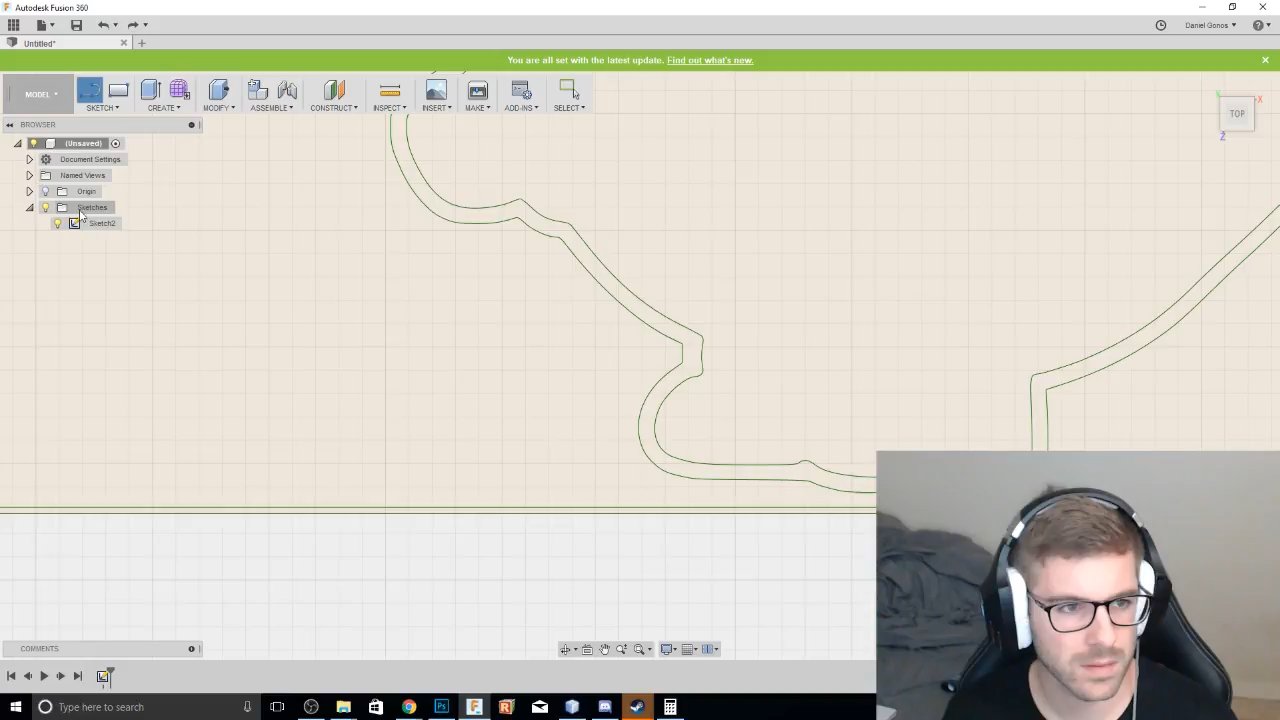 Autodesk Fusion 360
Daniel Gonos
Untitled*
You are all set with the latest update. Find out what's new.
MODEL
SKETCH
CREATE
MODIFY
ASSEMBLE
CONSTRUCT
INSPECT
INSERT
MAKE
ADD-INS
SELECT
X
TOP
Z
BROWSER
(Unsaved)
Document Settings
Named Views
Origin
Sketches
Sketch2
COMMENTS
Type here to search